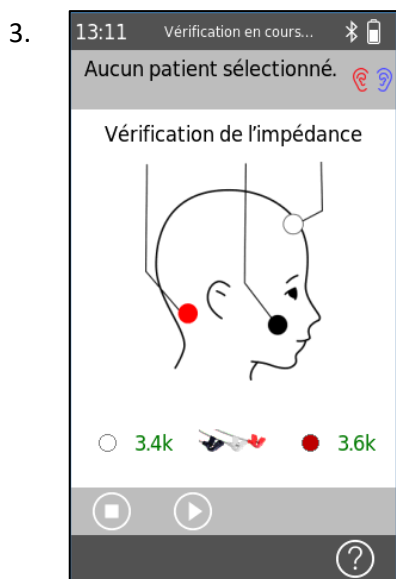 3.
13:11 Vérification en cours...
Aucun patient sélectionné.
Vérification de l'impédance
3.4k 3.6k
?